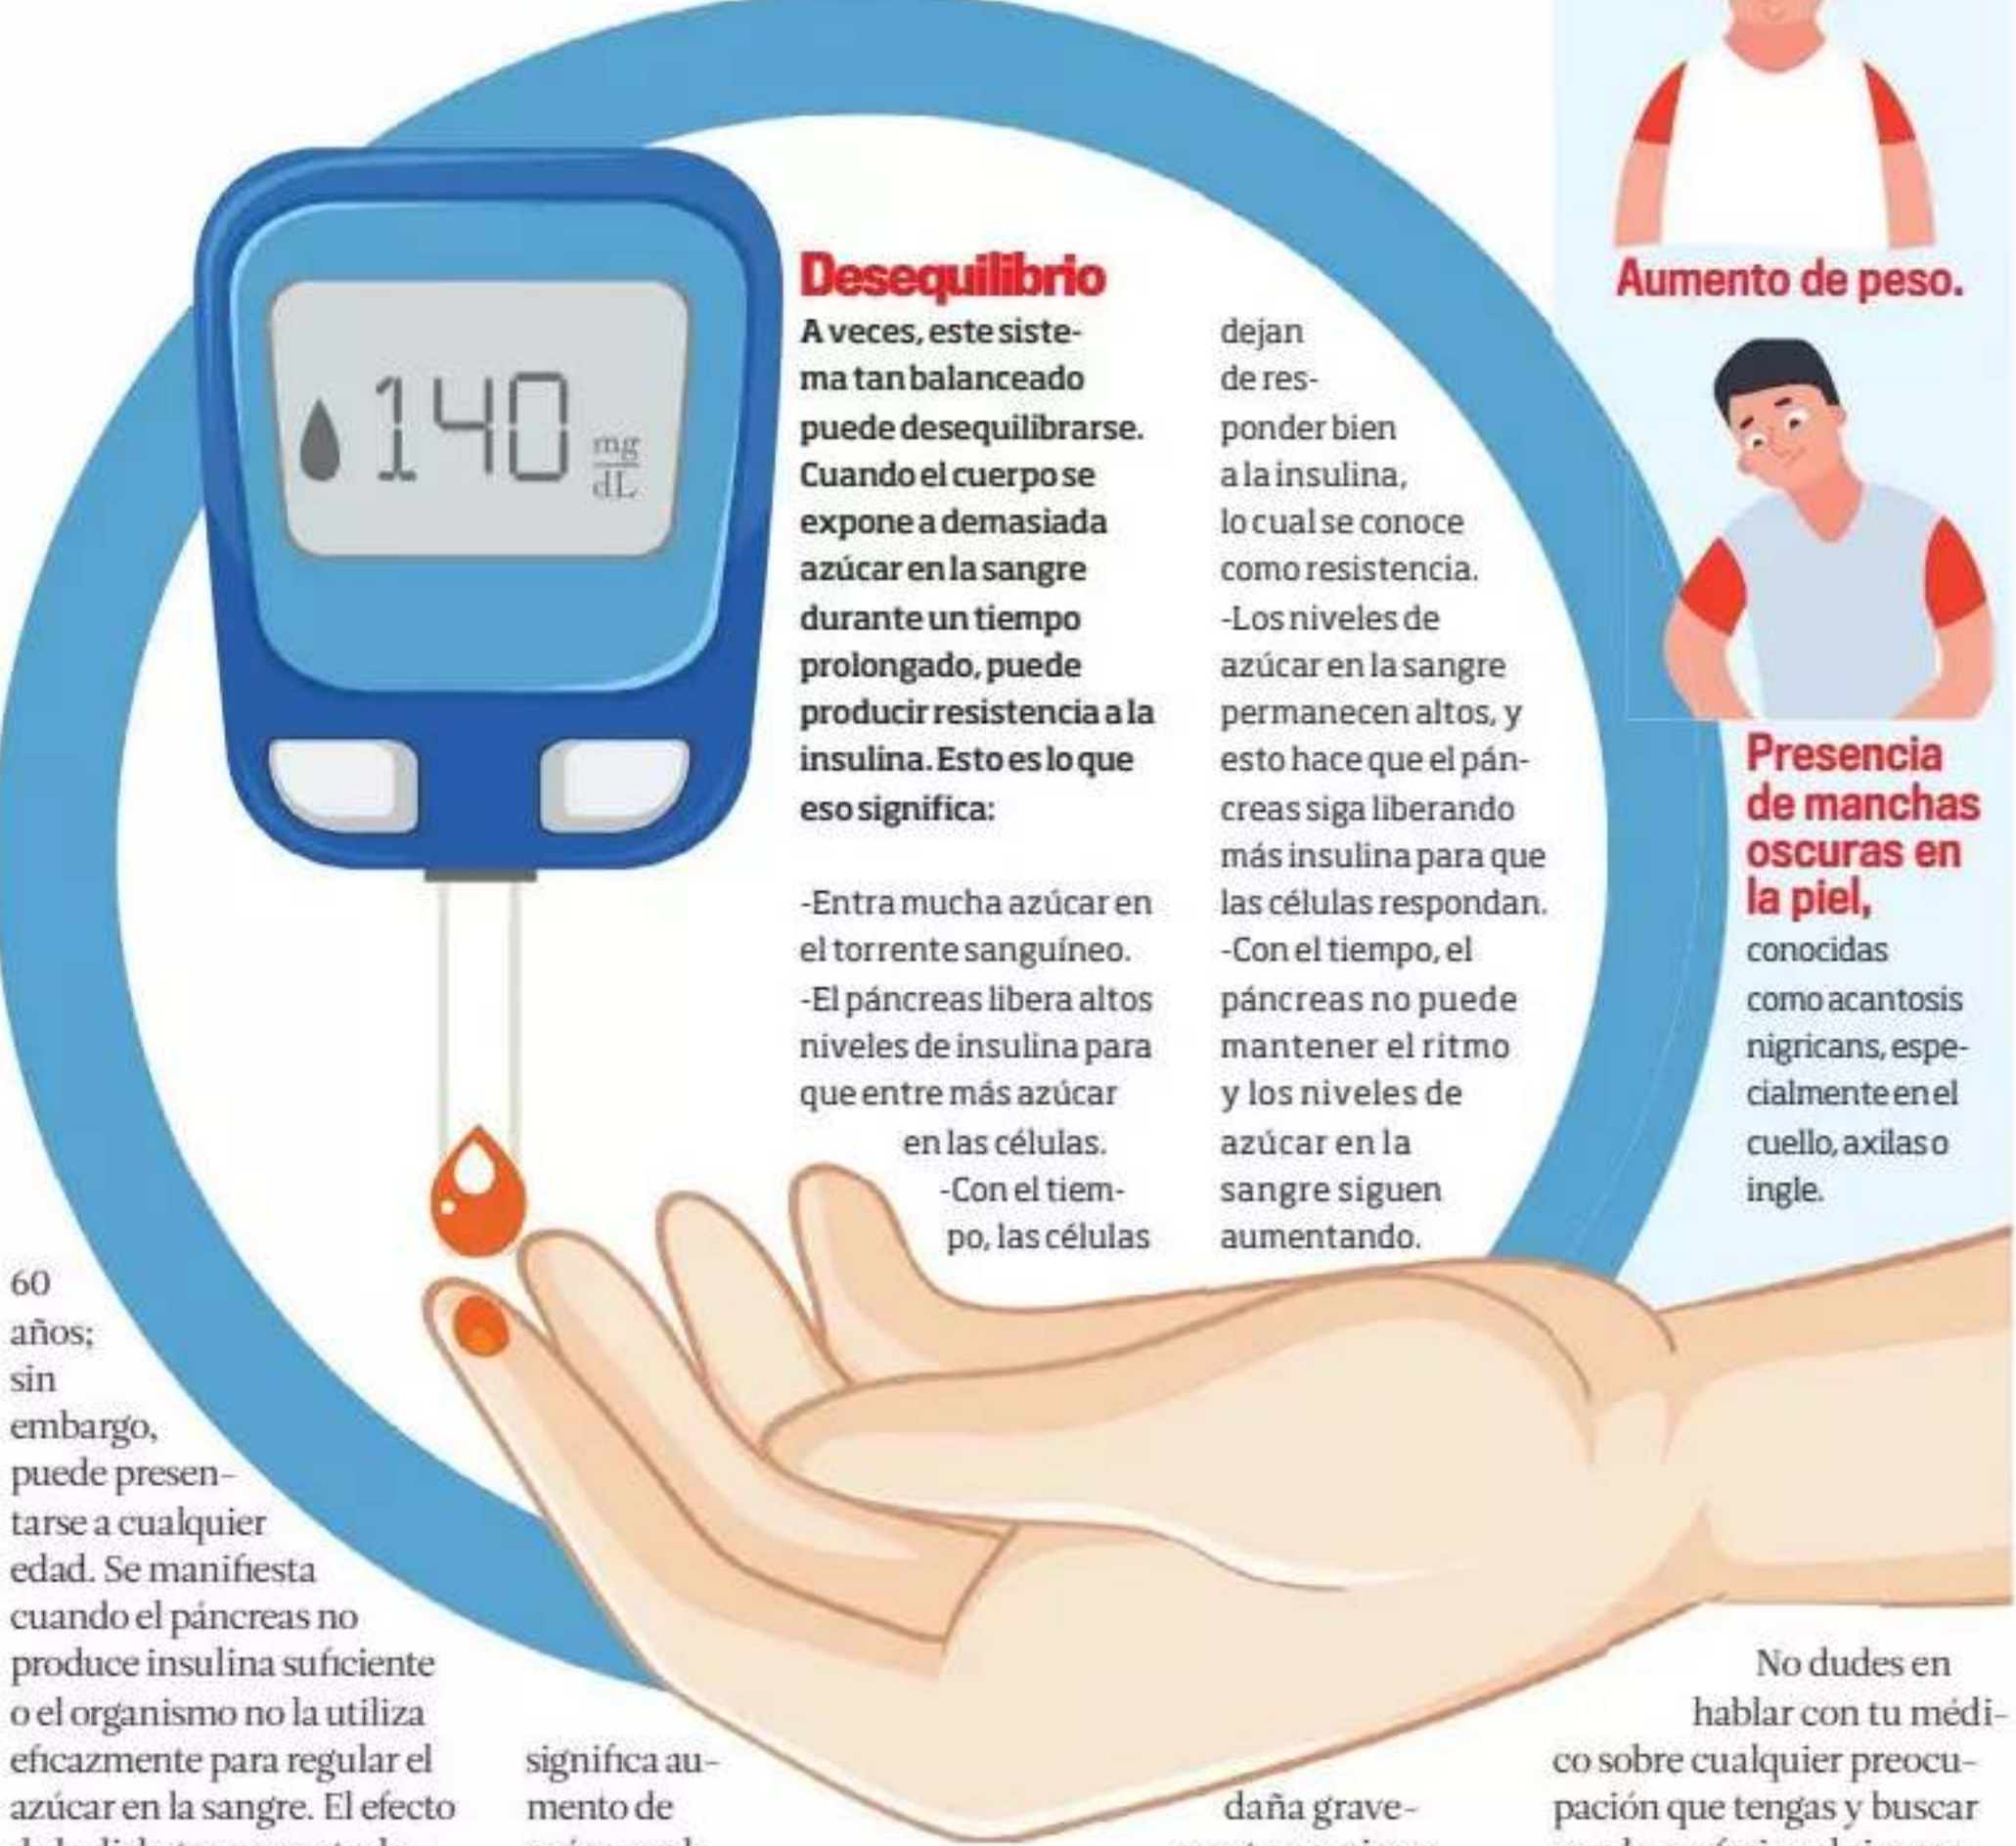 140
mg
dL
Desequilibrio
A veces, este siste-
ma tan balanceado
puede desequilibrarse.
Cuando el cuerpo se
expone a demasiada
azúcar en la sangre
durante un tiempo
prolongado, puede
producir resistencia a la
insulina. Esto es lo que
eso significa:
-Entra mucha azúcar en
el torrente sanguíneo.
-El páncreas libera altos
niveles de insulina para
que entre más azúcar
en las células.
-Con el tiem-
po, las células
dejan
de res-
ponder bien
a la insulina,
lo cual se conoce
como resistencia.
-Los niveles de
azúcar en la sangre
permanecen altos, y
esto hace que el pán-
creas siga liberando
más insulina para que
las células respondan.
-Con el tiempo, el
páncreas no puede
mantener el ritmo
y los niveles de
azúcar en la
sangre siguen
aumentando.
Aumento de peso.
Presencia
de manchas
oscuras en
la piel,
conocidas
como acantosis
nigricans, espe-
cialmente en el
cuello, axilas o
ingle.
60
años;
sin
embargo,
puede presen-
tarse a cualquier
edad. Se manifiesta
cuando el páncreas no
produce insulina suficiente
o el organismo no la utiliza
eficazmente para regular el
azúcar en la sangre. El efecto
significa au-
mento de
daña grave-
No dudes en
hablar con tu médi-
co sobre cualquier preocu-
pación que tengas y buscar